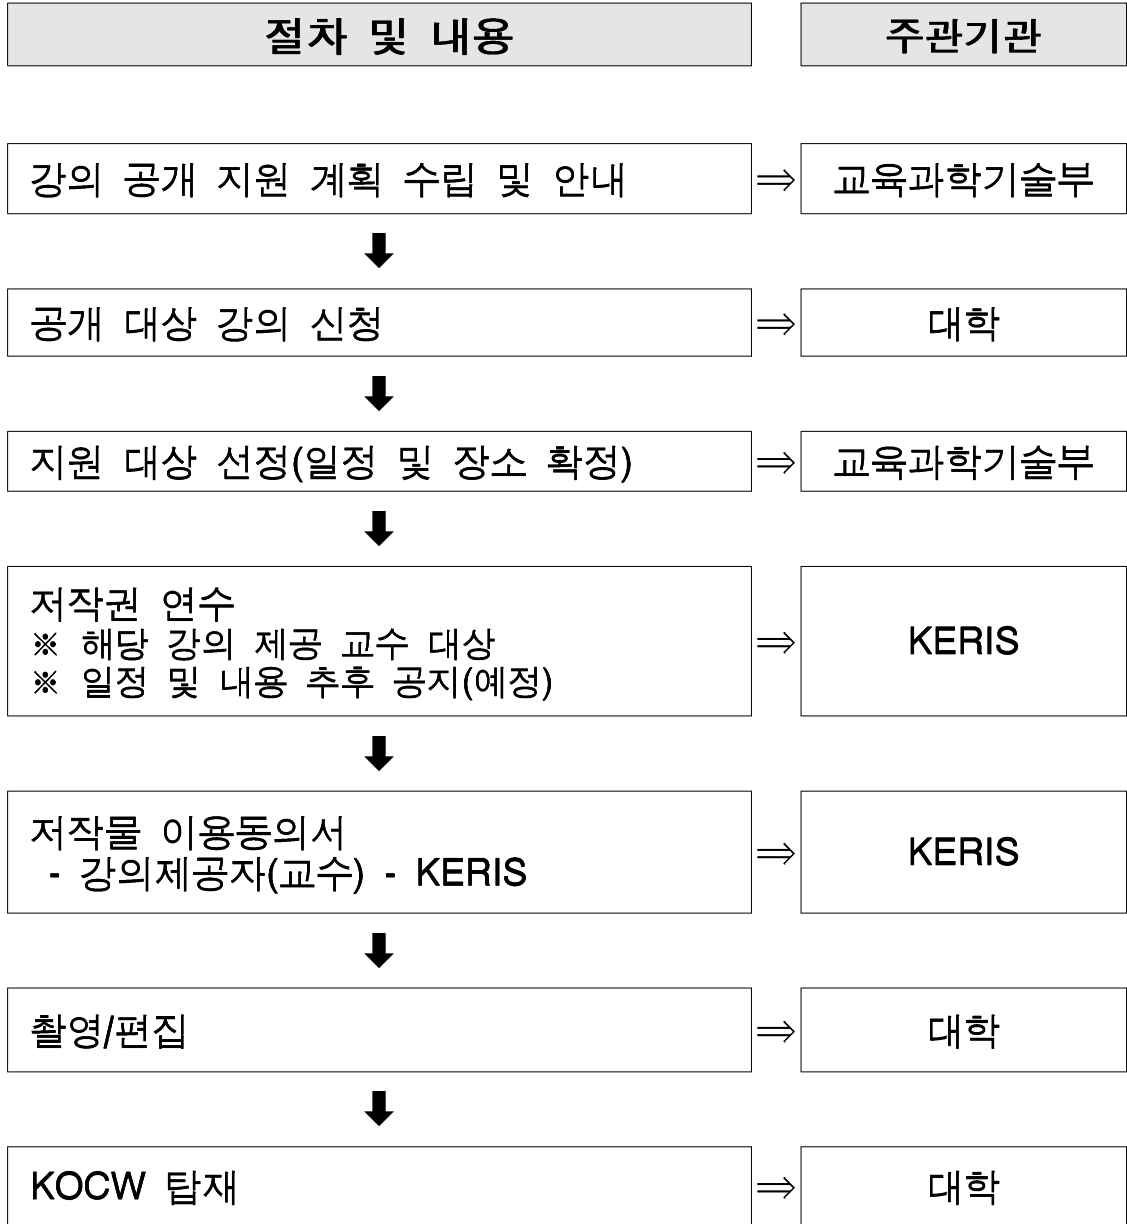 절차 및 내용
주관기관
강의 공개 지원 계획 수립 및 안내
⇒
교육과학기술부
공개 대상 강의 신청
⇒
대학
지원 대상 선정(일정 및 장소 확정)
⇒
교육과학기술부
저작권 연수
※ 해당 강의 제공 교수 대상
※ 일정 및 내용 추후 공지(예정)
⇒
KERIS
저작물 이용동의서
- 강의제공자(교수) - KERIS
⇒
KERIS
촬영/편집
⇒
대학
KOCW 탑재
⇒
대학